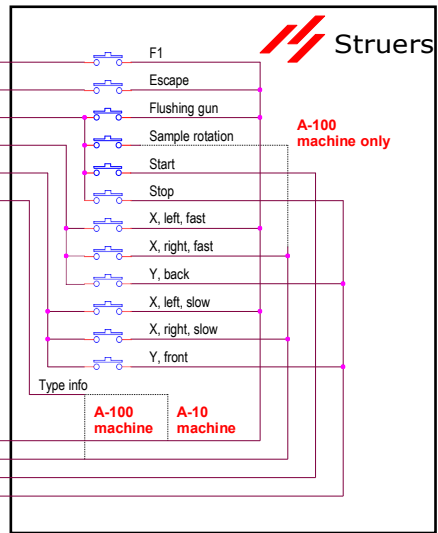 F1
Struers
Escape
Flushing gun
Sample rotation
A-100
machine only
Start
Stop
X, left, fast
X, right, fast
Y, back
X, left, slow
X, right, slow
Y, front
Type info
A-100
machine
A-10
machine